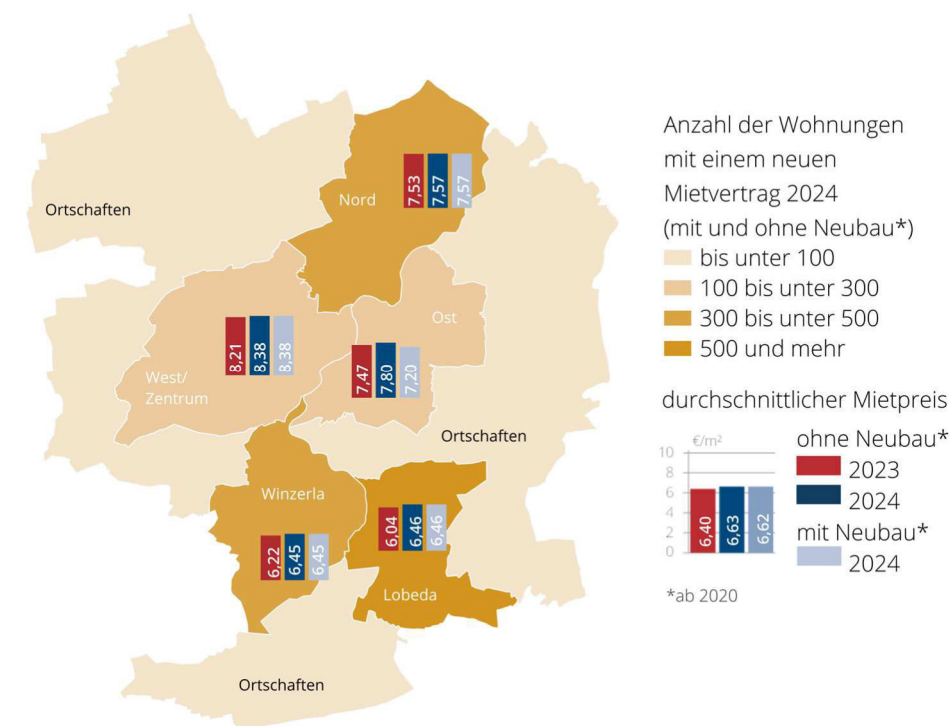 Ortschaften
Nord
7,53
7,57
7,57
Ost
7,47
7,80
7,20
West/
Zentrum
8,21
8,38
8,38
Ortschaften
Winzerla
6,22
6,45
6,45
Lobeda
6,04
6,46
6,46
Ortschaften
Anzahl der Wohnungen
mit einem neuen
Mietvertrag 2024
(mit und ohne Neubau*)
bis unter 100
100 bis unter 300
300 bis unter 500
500 und mehr
durchschnittlicher Mietpreis
€/m²
10
8
6
4
2
0
6,40
6,63
6,62
ohne Neubau*
2023
2024
mit Neubau*
2024
*ab 2020